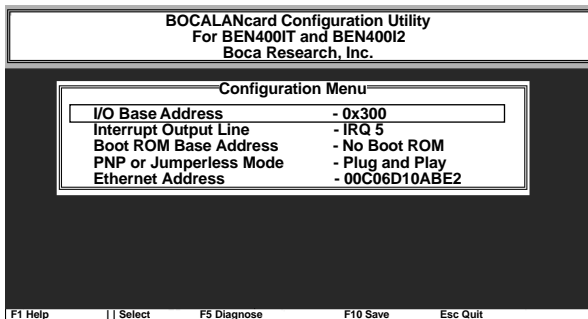 BOCALANcard Configuration Utility
For BEN400IT and BEN400I2
Boca Research, Inc.
Configuration Menu
I/O Base Address - 0x300
Interrupt Output Line - IRQ 5
Boot ROM Base Address - No Boot ROM
PNP or Jumperless Mode - Plug and Play
Ethernet Address - 00C06D10ABE2
F1 Help | | Select F5 Diagnose F10 Save Esc Quit